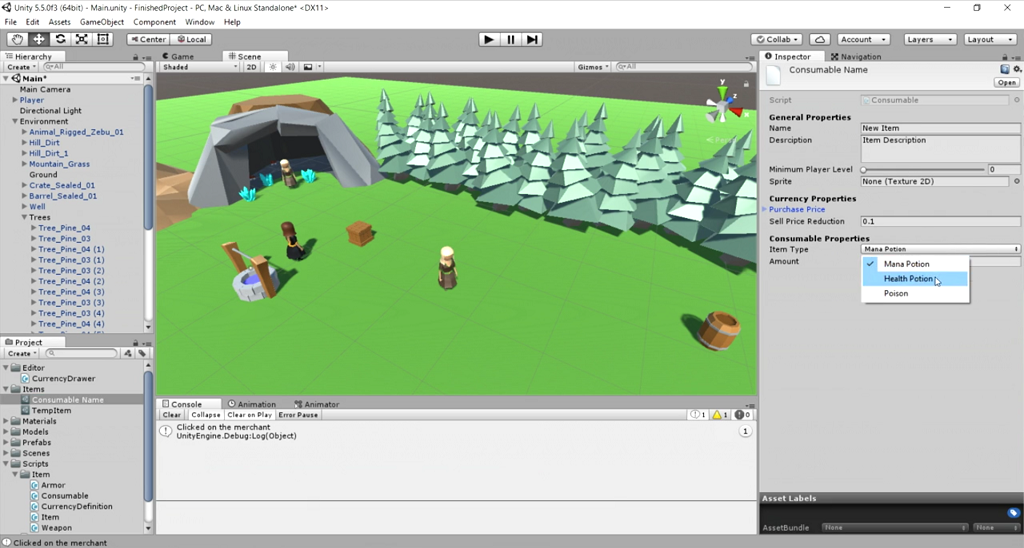 Unity 5.5.0f3 (64bit) - Main.unity - FinishedProject - PC, Mac & Linux Standalone* <DX11>
File Edit Assets GameObject Component Window Help
Center Local Collab Account Layers Layout
Hierarchy
Create All
Main*
Main Camera
Player
Directional Light
Environment
Animal_Rigged_Zebu_01
Hill_Dirt
Hill_Dirt_1
Mountain_Grass
Ground
Crate_Sealed_01
Barrel_Sealed_01
Well
Trees
Tree_Pine_04
Tree_Pine_03
Tree_Pine_04 (1)
Tree_Pine_03 (1)
Tree_Pine_03 (2)
Tree_Pine_04 (2)
Tree_Pine_04 (3)
Tree_Pine_03 (3)
Tree_Pine_03 (4)
Tree_Pine_04 (4)
Project
Create
Editor
CurrencyDrawer
Items
Consumable Name
TempItem
Materials
Models
Prefabs
Scenes
Scripts
Item
Armor
Consumable
CurrencyDefinition
Item
Weapon
Game Scene
Shaded 2D Gizmos All
y
z
x
Console Animation Animator
Clear Collapse Clear on Play Error Pause 1 1 0
Clicked on the merchant
UnityEngine.Debug:Log(Object)
1
Inspector Navigation
Consumable Name
Open
Script Consumable
General Properties
Name New Item
Desrciption Item Description
Minimum Player Level 0
Sprite None (Texture 2D)
Currency Properties
Purchase Price
Sell Price Reduction 0.1
Consumable Properties
Item Type Mana Potion
Amount
Mana Potion
Health Potion
Poison
Asset Labels
AssetBundle None None
Clicked on the merchant